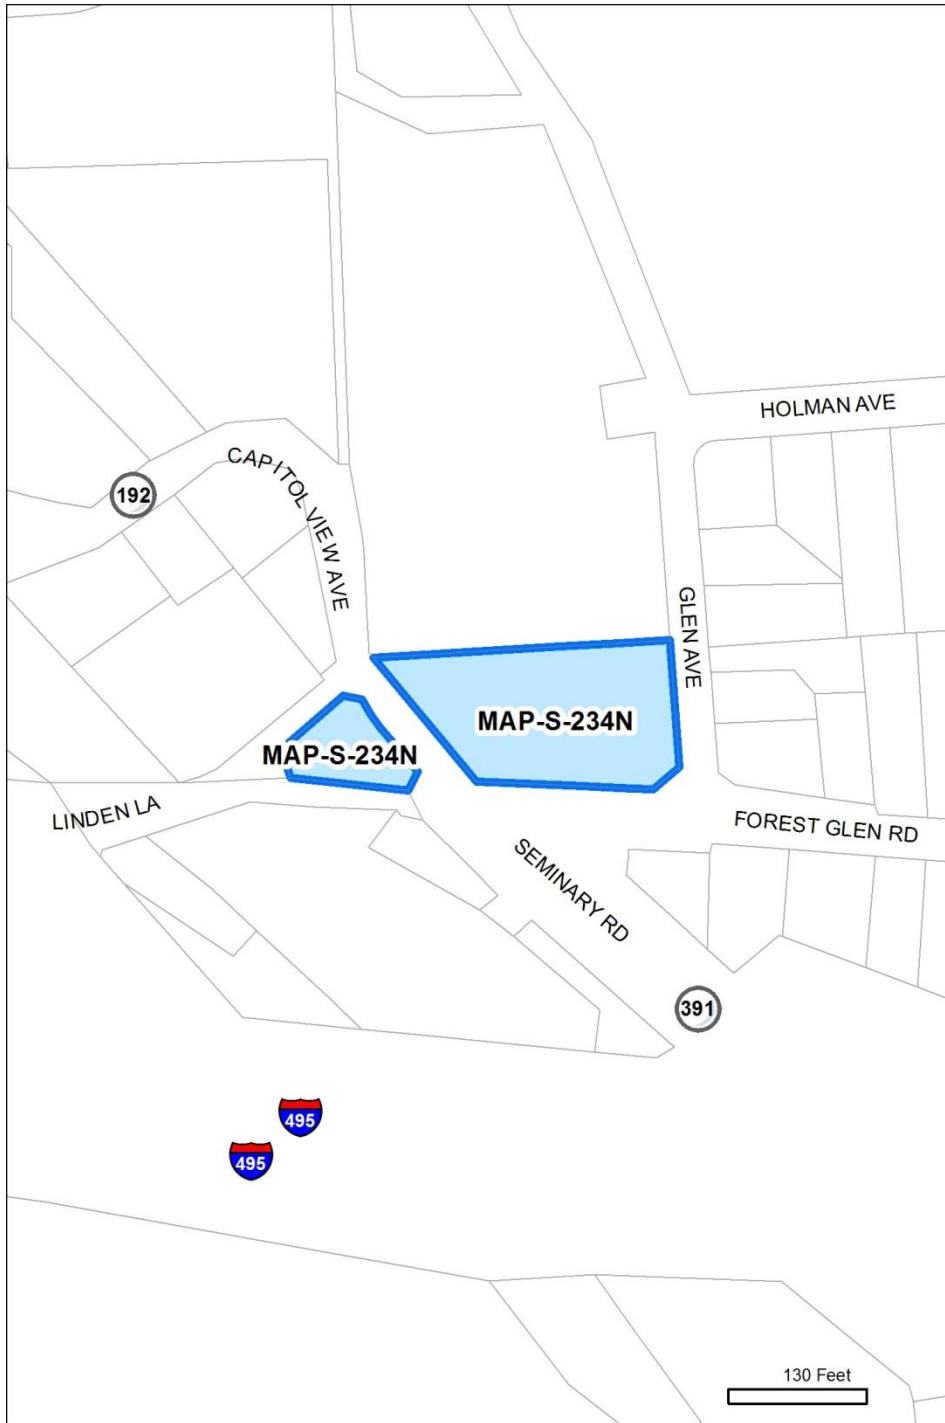 HOLMAN AVE
CAPITOL VIEW AVE
192
GLEN AVE
MAP-S-234N
MAP-S-234N
LINDEN LA
FOREST GLEN RD
SEMINARY RD
391
495
495
130 Feet